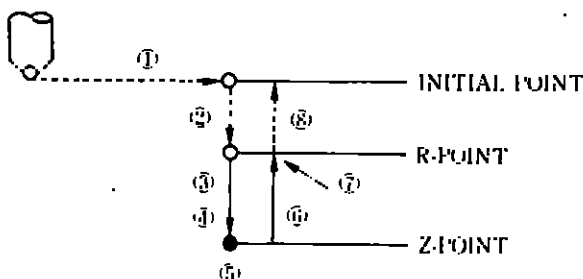 ①
INITIAL POINT
② ⑧
R-POINT
③ ⑦
④ ⑥
Z-POINT
⑤